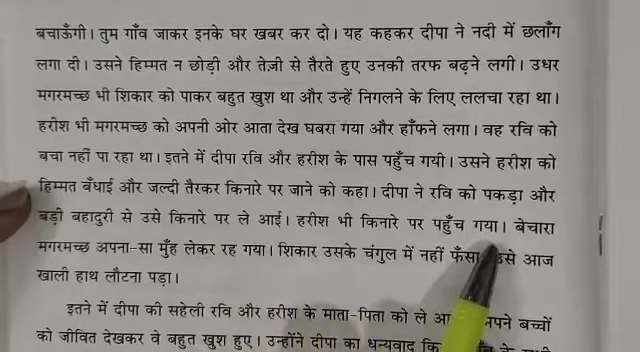 बचाऊँगी। तुम गाँव जाकर इनके घर खबर कर दो। यह कहकर दीपा ने नदी में छलाँग
लगा दी। उसने हिम्मत न छोड़ी और तेज़ी से तैरते हुए उनकी तरफ बढ़ने लगी। उधर
मगरमच्छ भी शिकार को पाकर बहुत खुश था और उन्हें निगलने के लिए ललचा रहा था।
हरीश भी मगरमच्छ को अपनी ओर आता देख घबरा गया और हाँफने लगा। वह रवि को
बचा नहीं पा रहा था। इतने में दीपा रवि और हरीश के पास पहुँच गयी। उसने हरीश को
हिम्मत बँधाई और जल्दी तैरकर किनारे पर जाने को कहा। दीपा ने रवि को पकड़ा और
बड़ी बहादुरी से उसे किनारे पर ले आई। हरीश भी किनारे पर पहुँच गया। बेचारा
मगरमच्छ अपना-सा मुँह लेकर रह गया। शिकार उसके चंगुल में नहीं फँसा आज
खाली हाथ लौटना पड़ा।
इतने में दीपा की सहेली रवि और हरीश के माता-पिता को ले बच्चों
को जीवित देखकर वे बहुत खुश हुए। उन्होंने दीपा का धन्यवाद